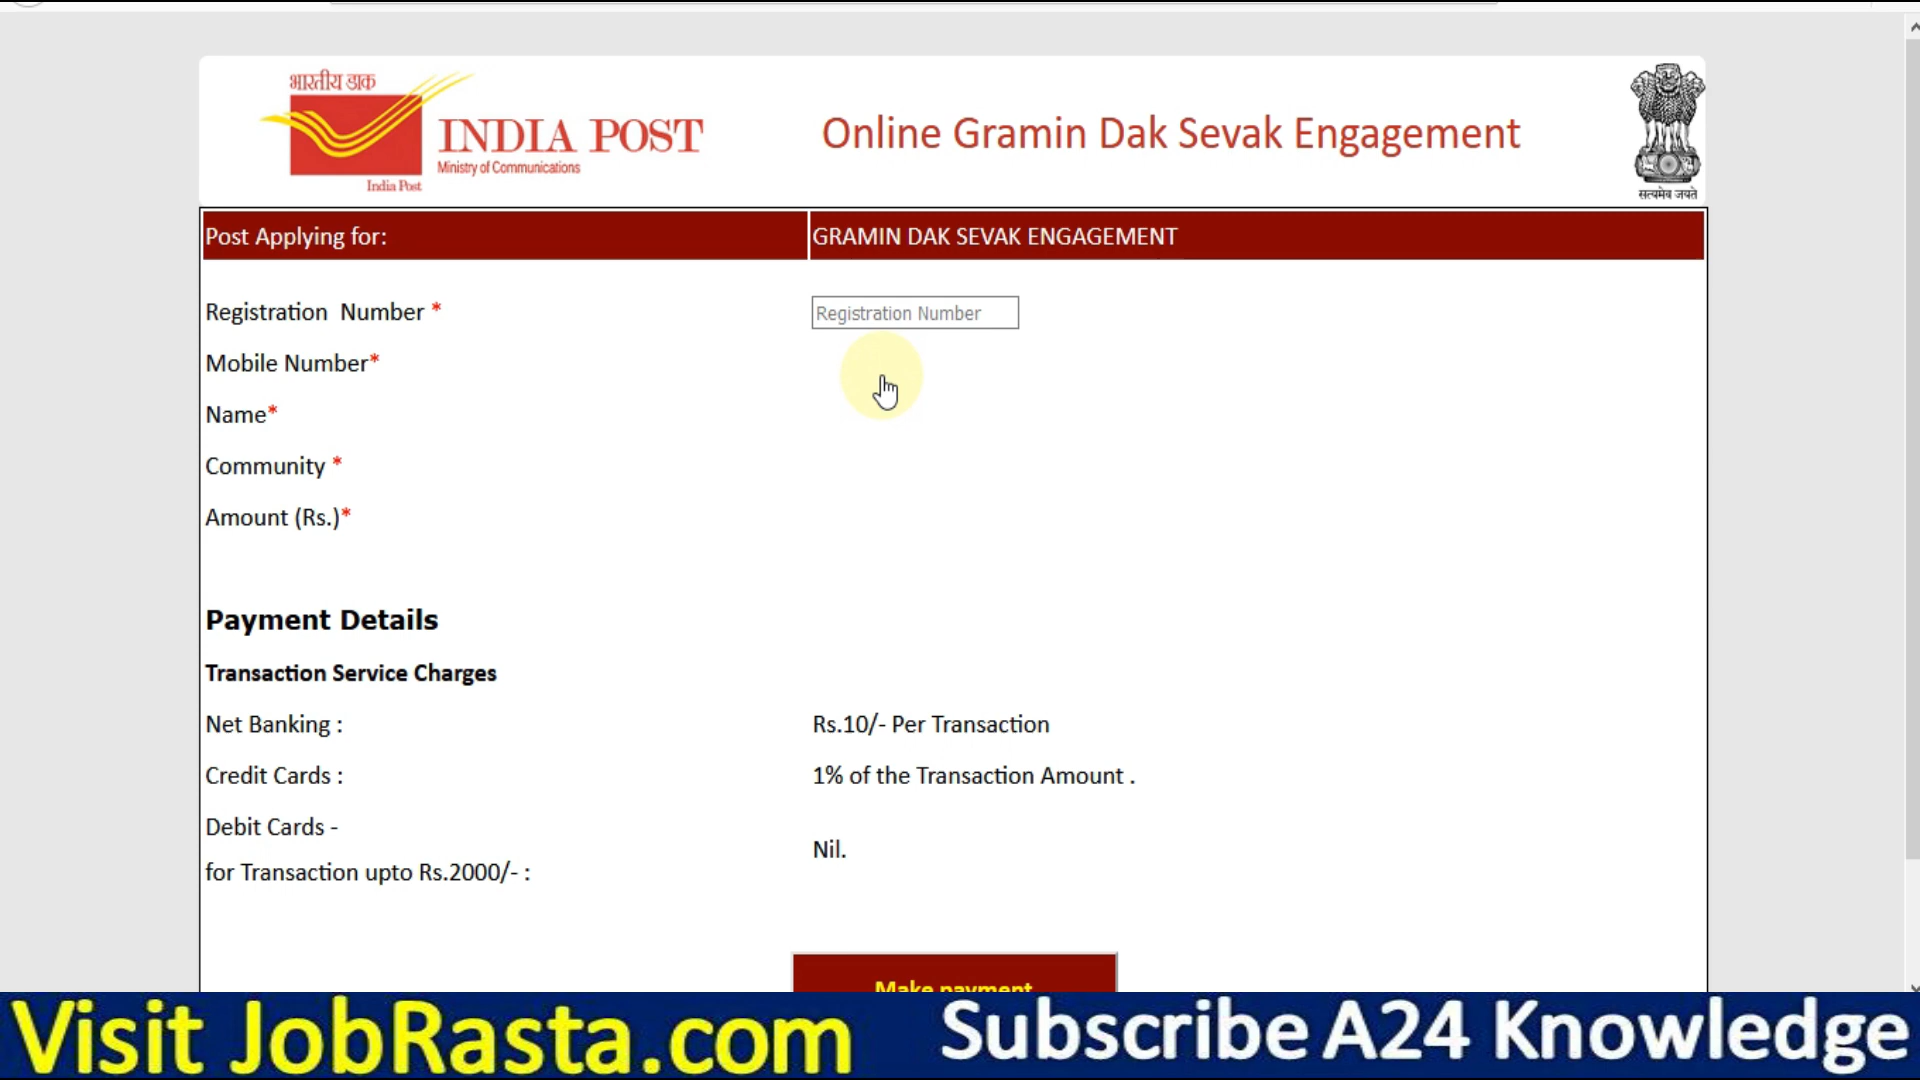 भारतीय डाक
INDIA POST
Ministry of Communications
India Post
Online Gramin Dak Sevak Engagement
सत्यमेव जयते
Post Applying for:
GRAMIN DAK SEVAK ENGAGEMENT
Registration Number *
Registration Number
Mobile Number*
Name*
Community *
Amount (Rs.)*
Payment Details
Transaction Service Charges
Net Banking :
Rs.10/- Per Transaction
Credit Cards :
1% of the Transaction Amount .
Debit Cards -
for Transaction upto Rs.2000/- :
Nil.
Make payment
Visit JobRasta.com
Subscribe A24 Knowledge